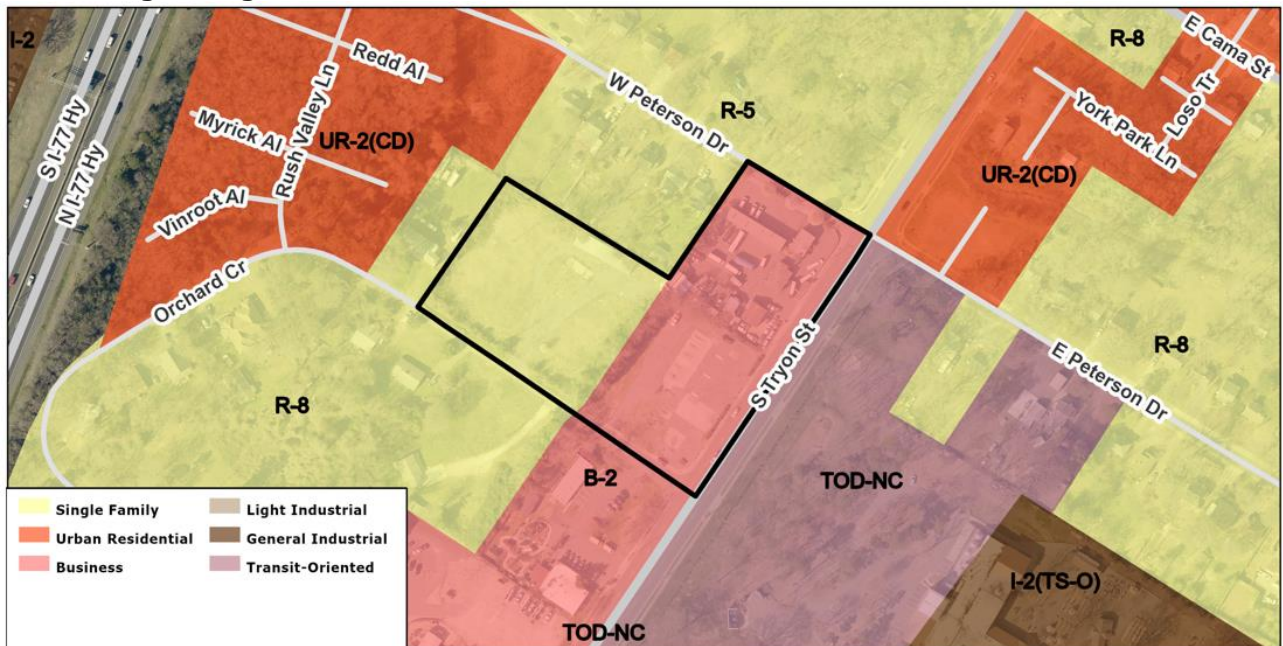 I-2
S I-77 Hy
N I-77 Hy
Redd Al
Rush Valley Ln
Myrick Al
UR-2(CD)
Vinroot Al
Orchard Cr
W Peterson Dr
R-5
R-8
E Cama St
Loso Tr
York Park Ln
UR-2(CD)
S Tryon St
E Peterson Dr
R-8
R-8
B-2
TOD-NC
I-2(TS-O)
TOD-NC
Single Family
Urban Residential
Business
Light Industrial
General Industrial
Transit-Oriented